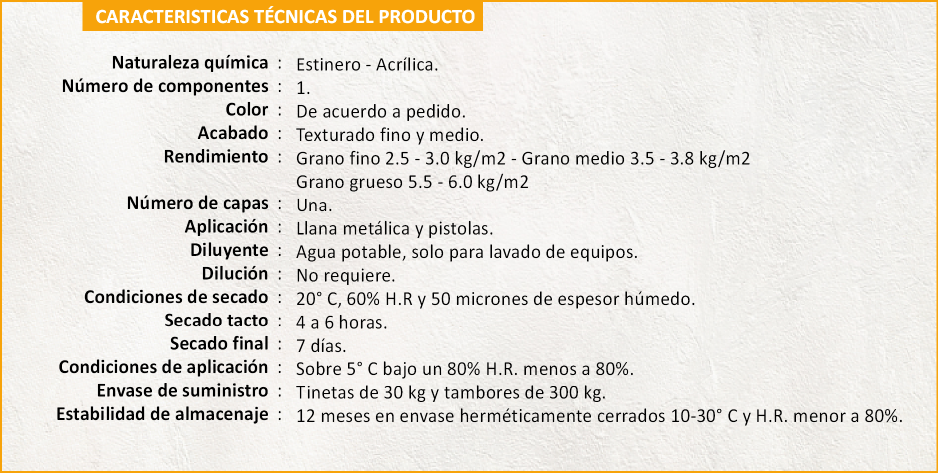 CARACTERISTICAS TÉCNICAS DEL PRODUCTO
Naturaleza química : Estinero - Acrílica.
Número de componentes : 1.
Color : De acuerdo a pedido.
Acabado : Texturado fino y medio.
Rendimiento : Grano fino 2.5 - 3.0 kg/m2 - Grano medio 3.5 - 3.8 kg/m2
Grano grueso 5.5 - 6.0 kg/m2
Número de capas : Una.
Aplicación : Llana metálica y pistolas.
Diluyente : Agua potable, solo para lavado de equipos.
Dilución : No requiere.
Condiciones de secado : 20° C, 60% H.R y 50 micrones de espesor húmedo.
Secado tacto : 4 a 6 horas.
Secado final : 7 días.
Condiciones de aplicación : Sobre 5° C bajo un 80% H.R. menos a 80%.
Envase de suministro : Tinetas de 30 kg y tambores de 300 kg.
Estabilidad de almacenaje : 12 meses en envase herméticamente cerrados 10-30° C y H.R. menor a 80%.